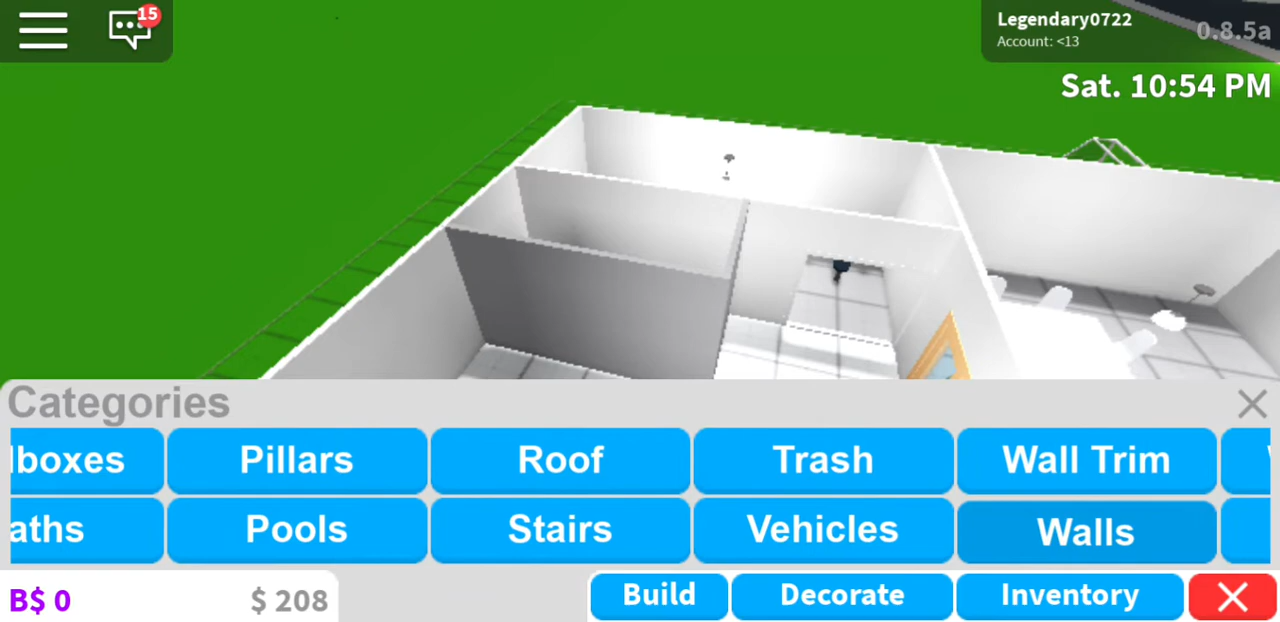 15
Legendary0722
Account: <13
0.8.5a
Sat. 10:54 PM
Categories
lboxes Pillars Roof Trash Wall Trim
aths Pools Stairs Vehicles Walls
B$ 0 $ 208 Build Decorate Inventory